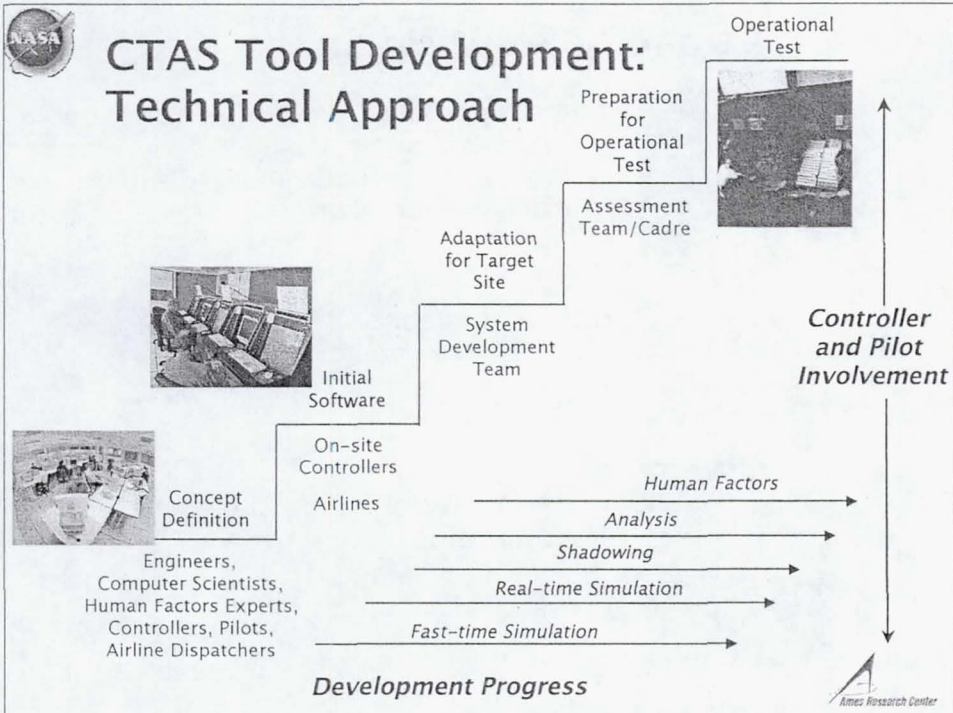 NASA
CTAS Tool Development:
Technical Approach
Operational
Test
Preparation
for
Operational
Test
Assessment
Team/Cadre
Adaptation
for Target
Site
System
Development
Team
Initial
Software
On-site
Controllers
Airlines
Concept
Definition
Engineers,
Computer Scientists,
Human Factors Experts,
Controllers, Pilots,
Airline Dispatchers
Controller
and Pilot
Involvement
Human Factors
Analysis
Shadowing
Real-time Simulation
Fast-time Simulation
Development Progress
Ames Research Center